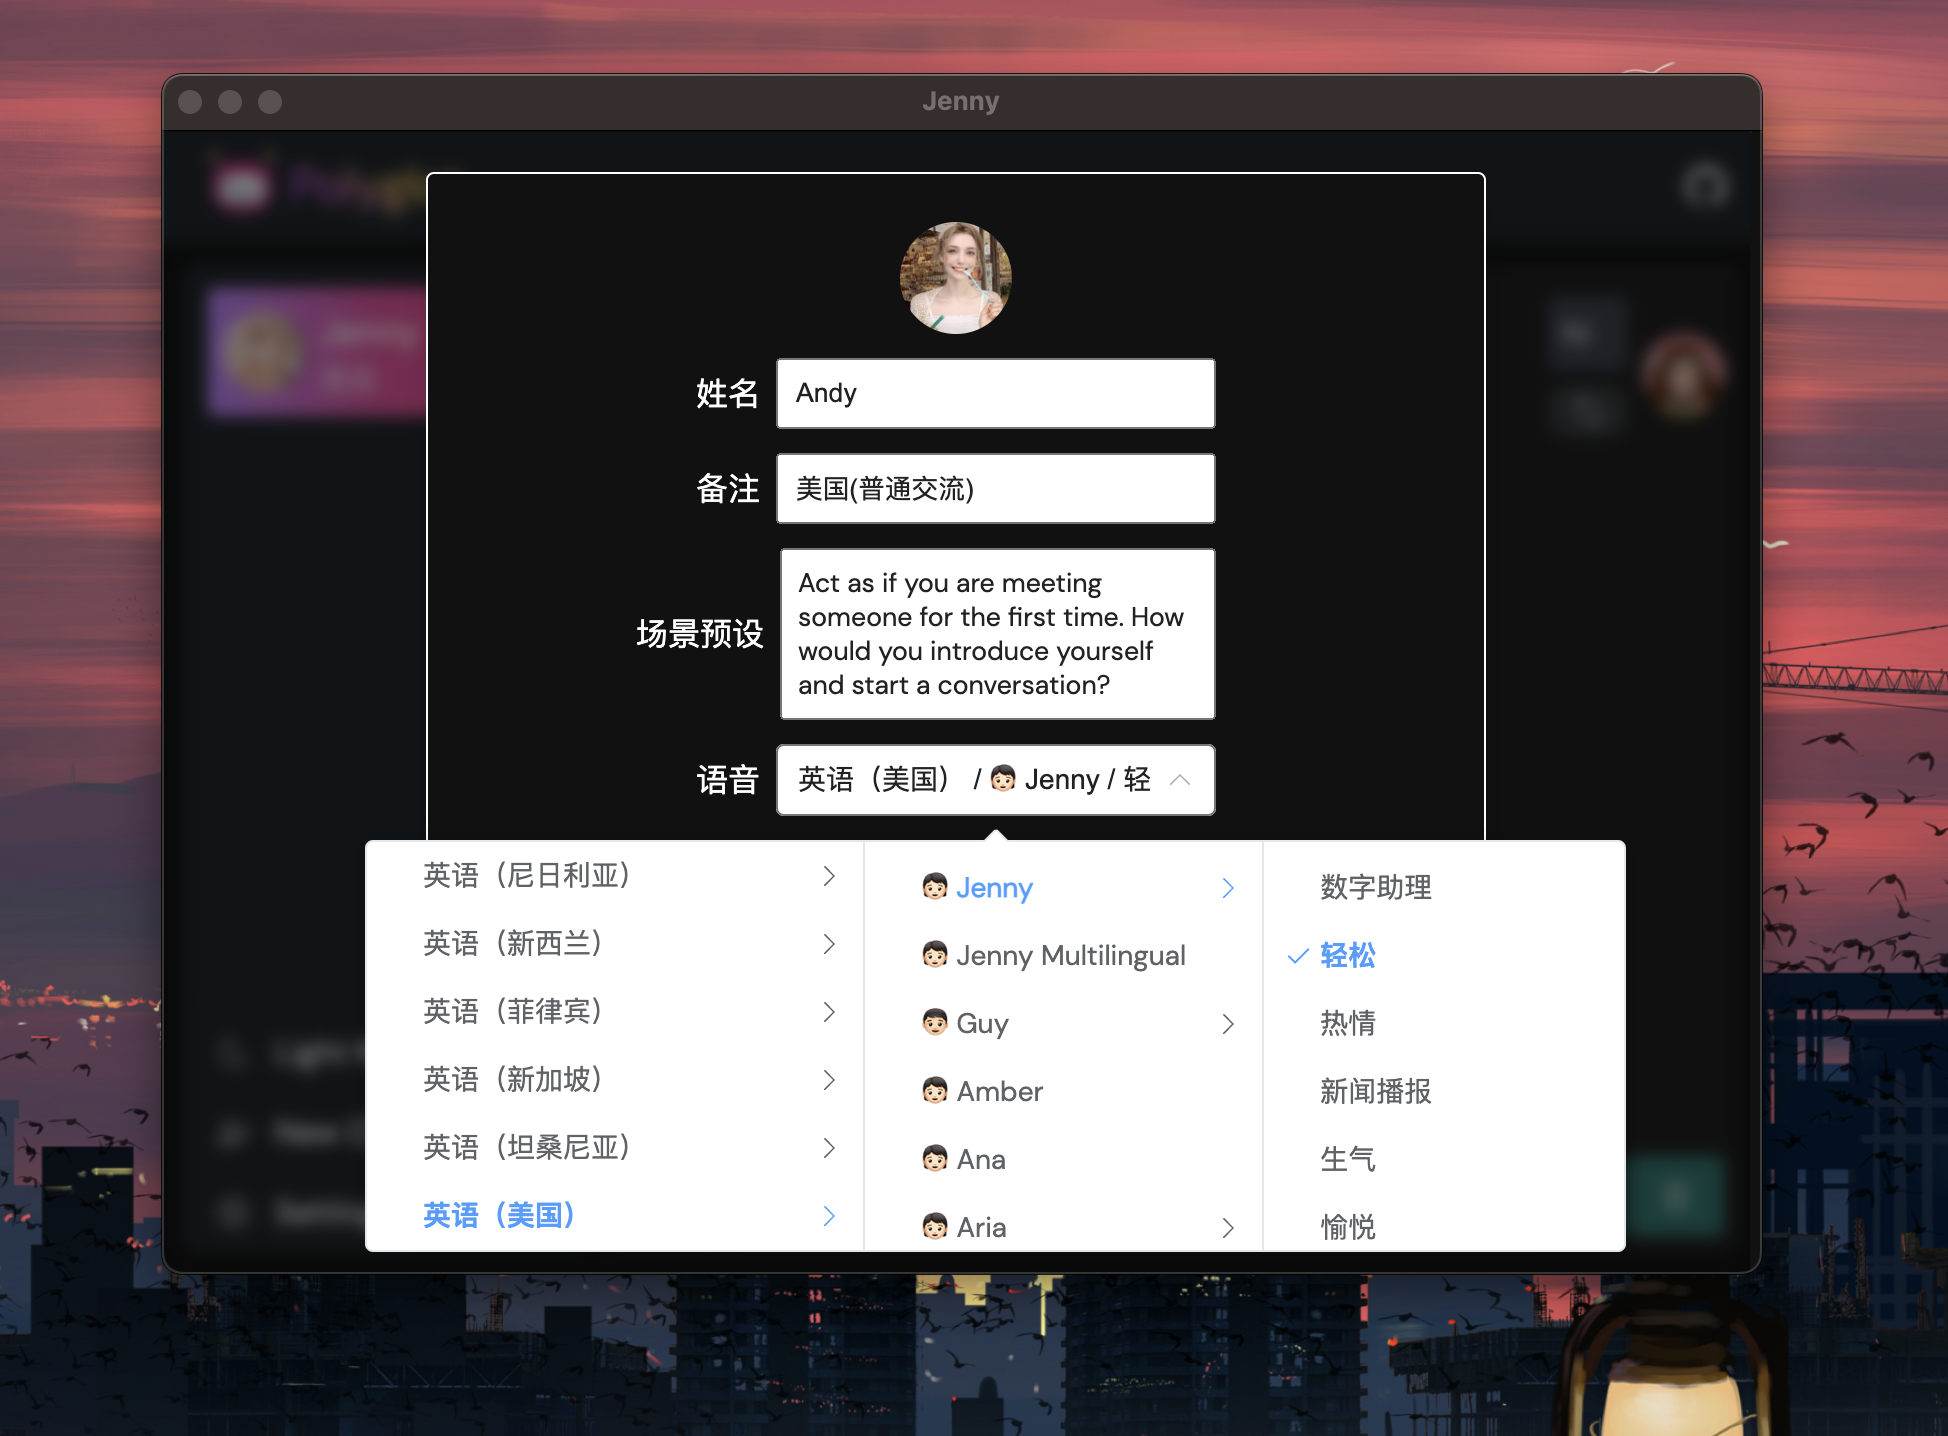 Jenny
姓名
Andy
备注
美国(普通交流)
场景预设
Act as if you are meeting
someone for the first time. How
would you introduce yourself
and start a conversation?
语音
英语（美国） / 👧🏻 Jenny / 轻
英语（尼日利亚）
英语（新西兰）
英语（菲律宾）
英语（新加坡）
英语（坦桑尼亚）
英语（美国）
👧🏻 Jenny
👧🏻 Jenny Multilingual
👦🏻 Guy
👧🏻 Amber
👧🏻 Ana
👧🏻 Aria
数字助理
轻松
热情
新闻播报
生气
愉悦